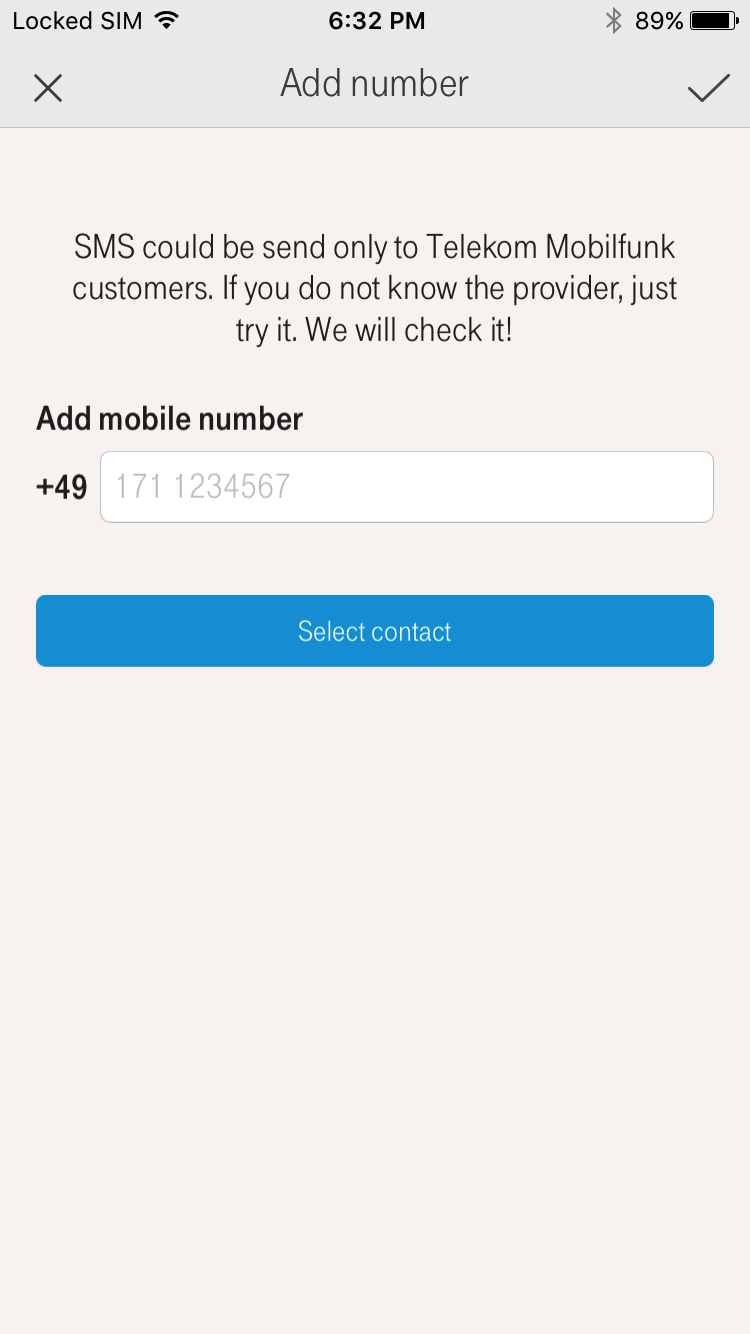 Locked SIM 6:32 PM 89%
Add number
SMS could be send only to Telekom Mobilfunk
customers. If you do not know the provider, just
try it. We will check it!
Add mobile number
+49 171 1234567
Select contact